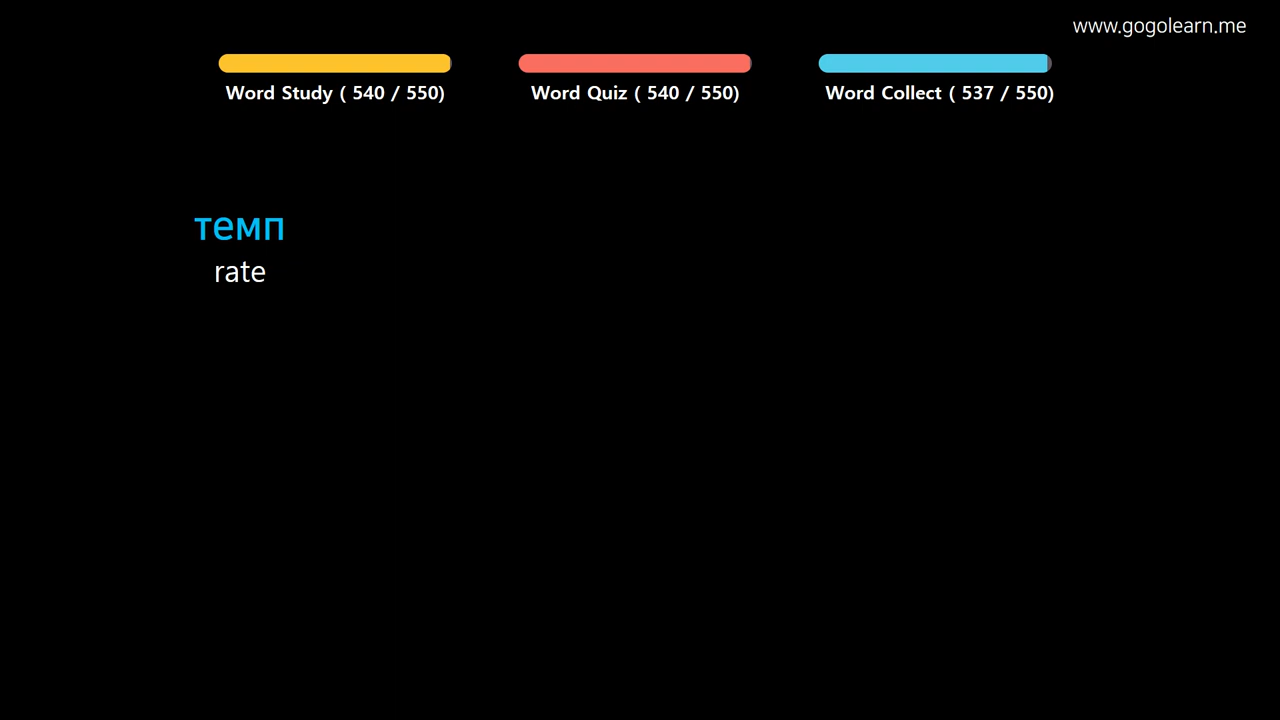 www.gogolearn.me
Word Study ( 540 / 550)
Word Quiz ( 540 / 550)
Word Collect ( 537 / 550)
темп
rate